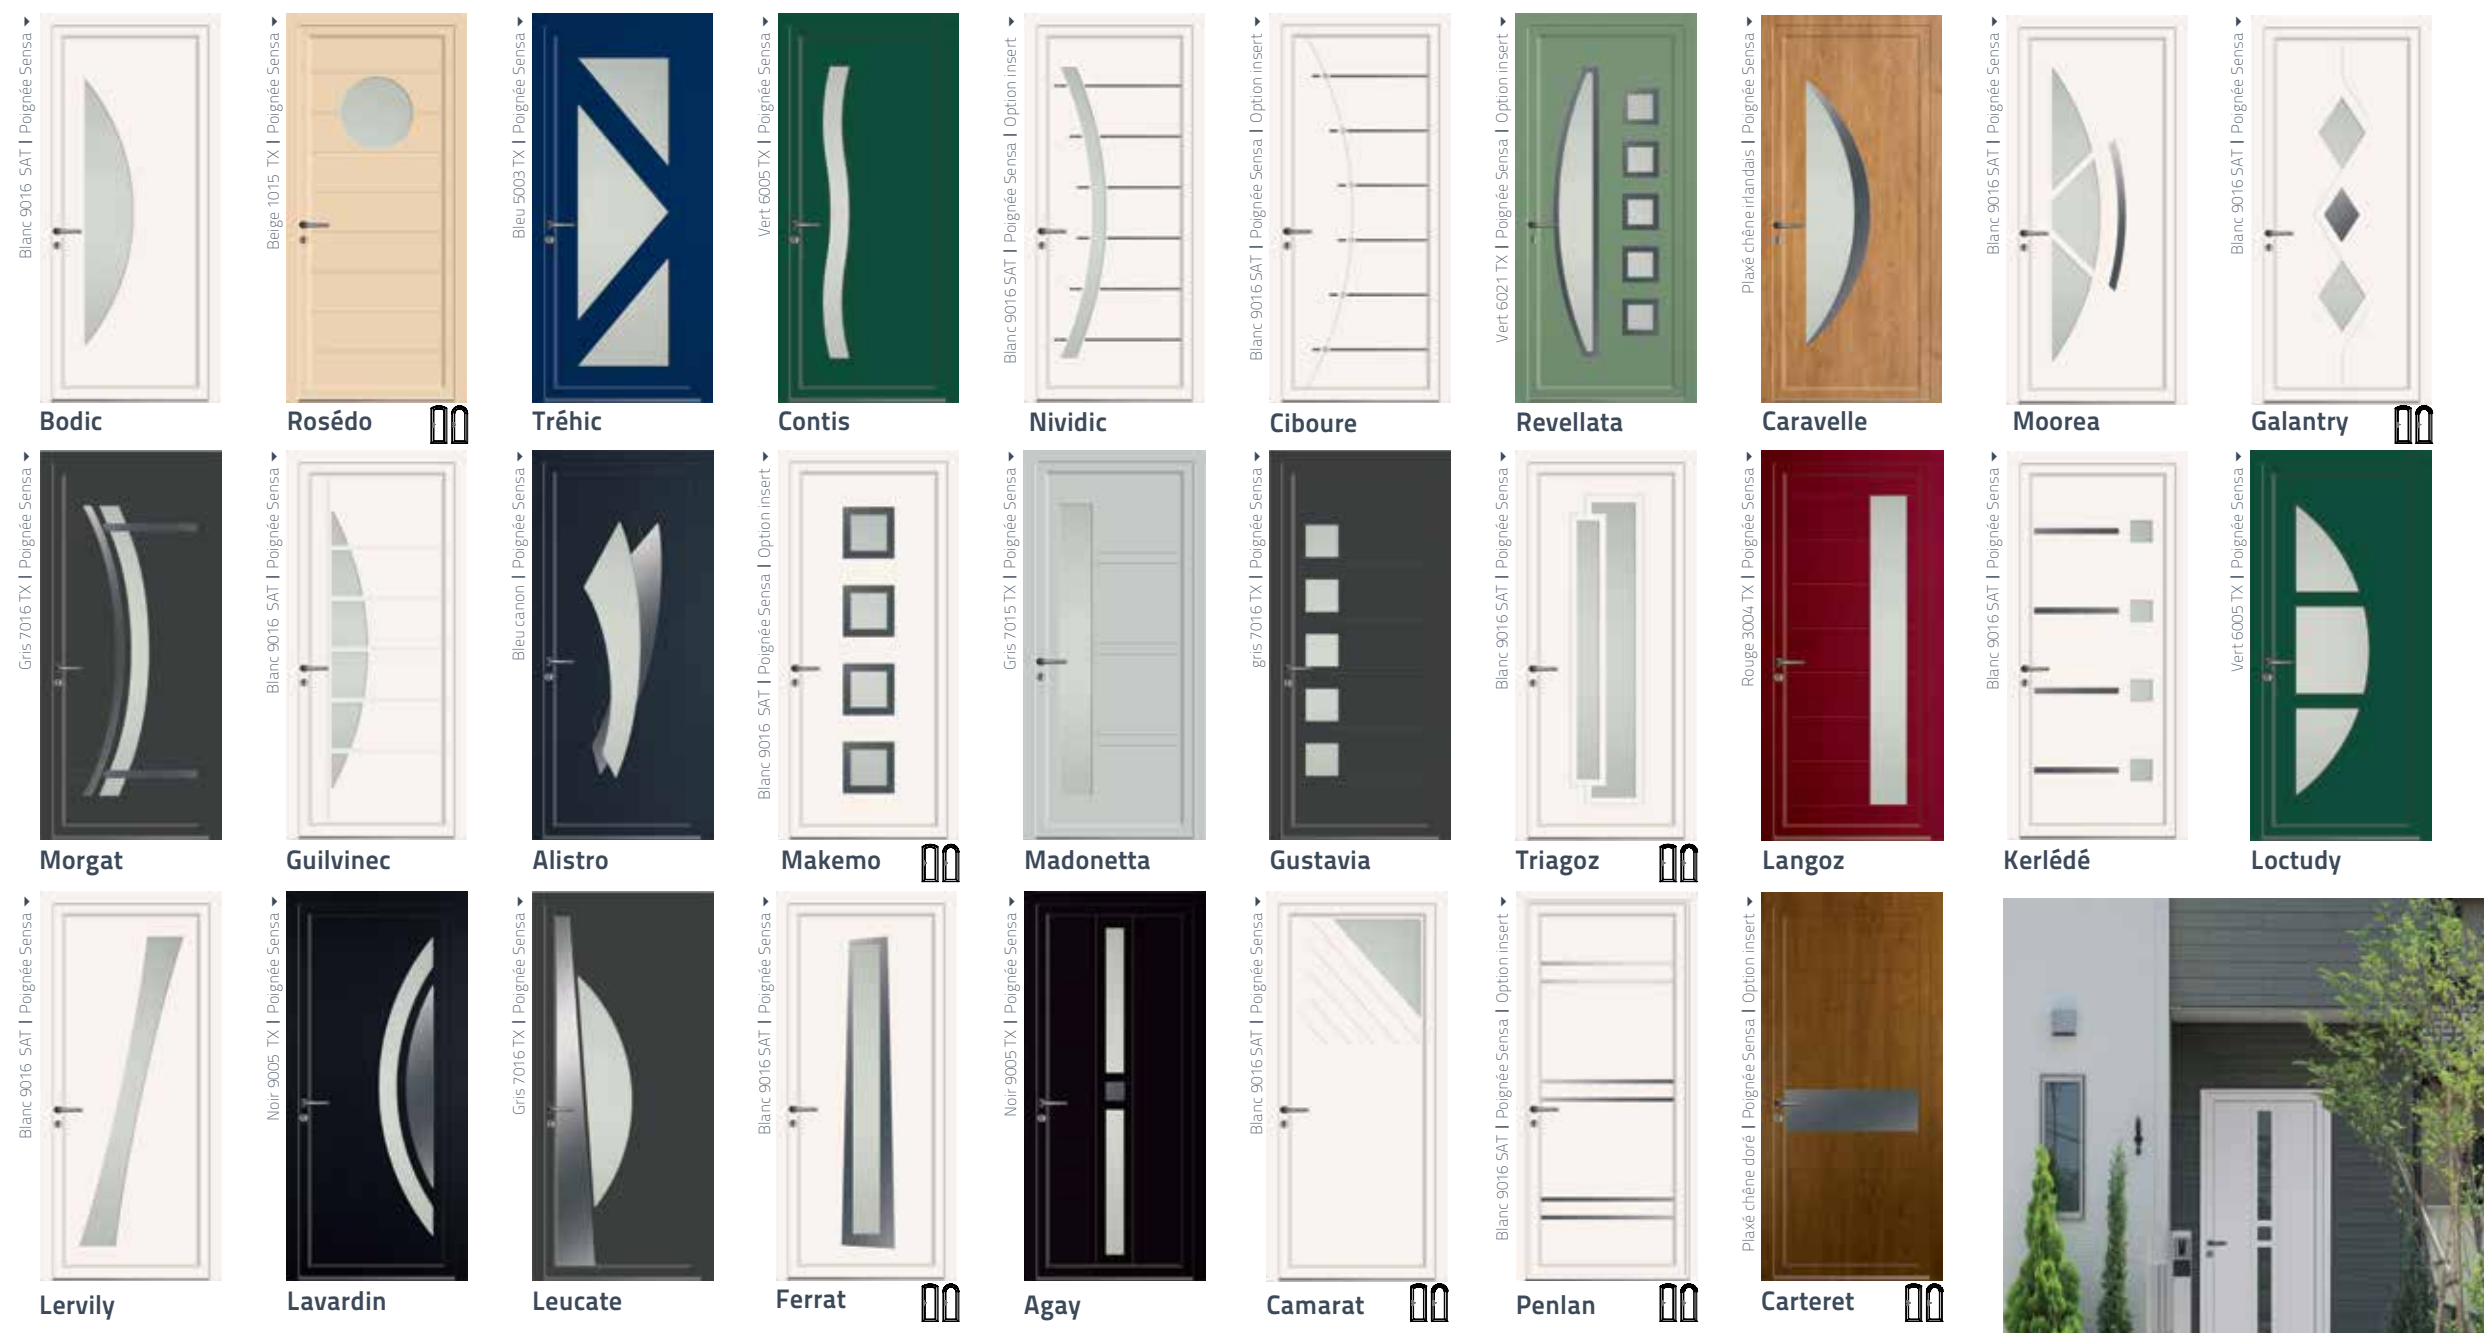 Blanc 9016 SAT | Poignée Sensa
Bodic
Beige 1015 TX | Poignée Sensa
Rosédo
Bleu 5003 TX | Poignée Sensa
Tréhic
Vert 6005 TX | Poignée Sensa
Contis
Blanc 9016 SAT | Poignée Sensa | Option insert
Nividic
Blanc 9016 SAT | Poignée Sensa | Option insert
Ciboure
Vert 6021 TX | Poignée Sensa | Option insert
Revellata
Plaxé chêne irlandais | Poignée Sensa
Caravelle
Blanc 9016 SAT | Poignée Sensa
Moorea
Blanc 9016 SAT | Poignée Sensa
Galantry
Gris 7016 TX | Poignée Sensa
Morgat
Blanc 9016 SAT | Poignée Sensa
Guilvinec
Bleu canon | Poignée Sensa
Alistro
Blanc 9016 SAT | Poignée Sensa | Option insert
Makemo
Gris 7015 TX | Poignée Sensa
Madonetta
gris 7016 TX | Poignée Sensa
Gustavia
Blanc 9016 SAT | Poignée Sensa
Triagoz
Rouge 3004 TX | Poignée Sensa
Langoz
Blanc 9016 SAT | Poignée Sensa
Kerlédé
Vert 6005 TX | Poignée Sensa
Loctudy
Blanc 9016 SAT | Poignée Sensa
Lervily
Noir 9005 TX | Poignée Sensa
Lavardin
Gris 7016 TX | Poignée Sensa
Leucate
Blanc 9016 SAT | Poignée Sensa
Ferrat
Noir 9005 TX | Poignée Sensa
Agay
Blanc 9016 SAT | Poignée Sensa
Camarat
Blanc 9016 SAT | Poignée Sensa | Option insert
Penlan
Plaxé chêne doré | Poignée Sensa | Option insert
Carteret